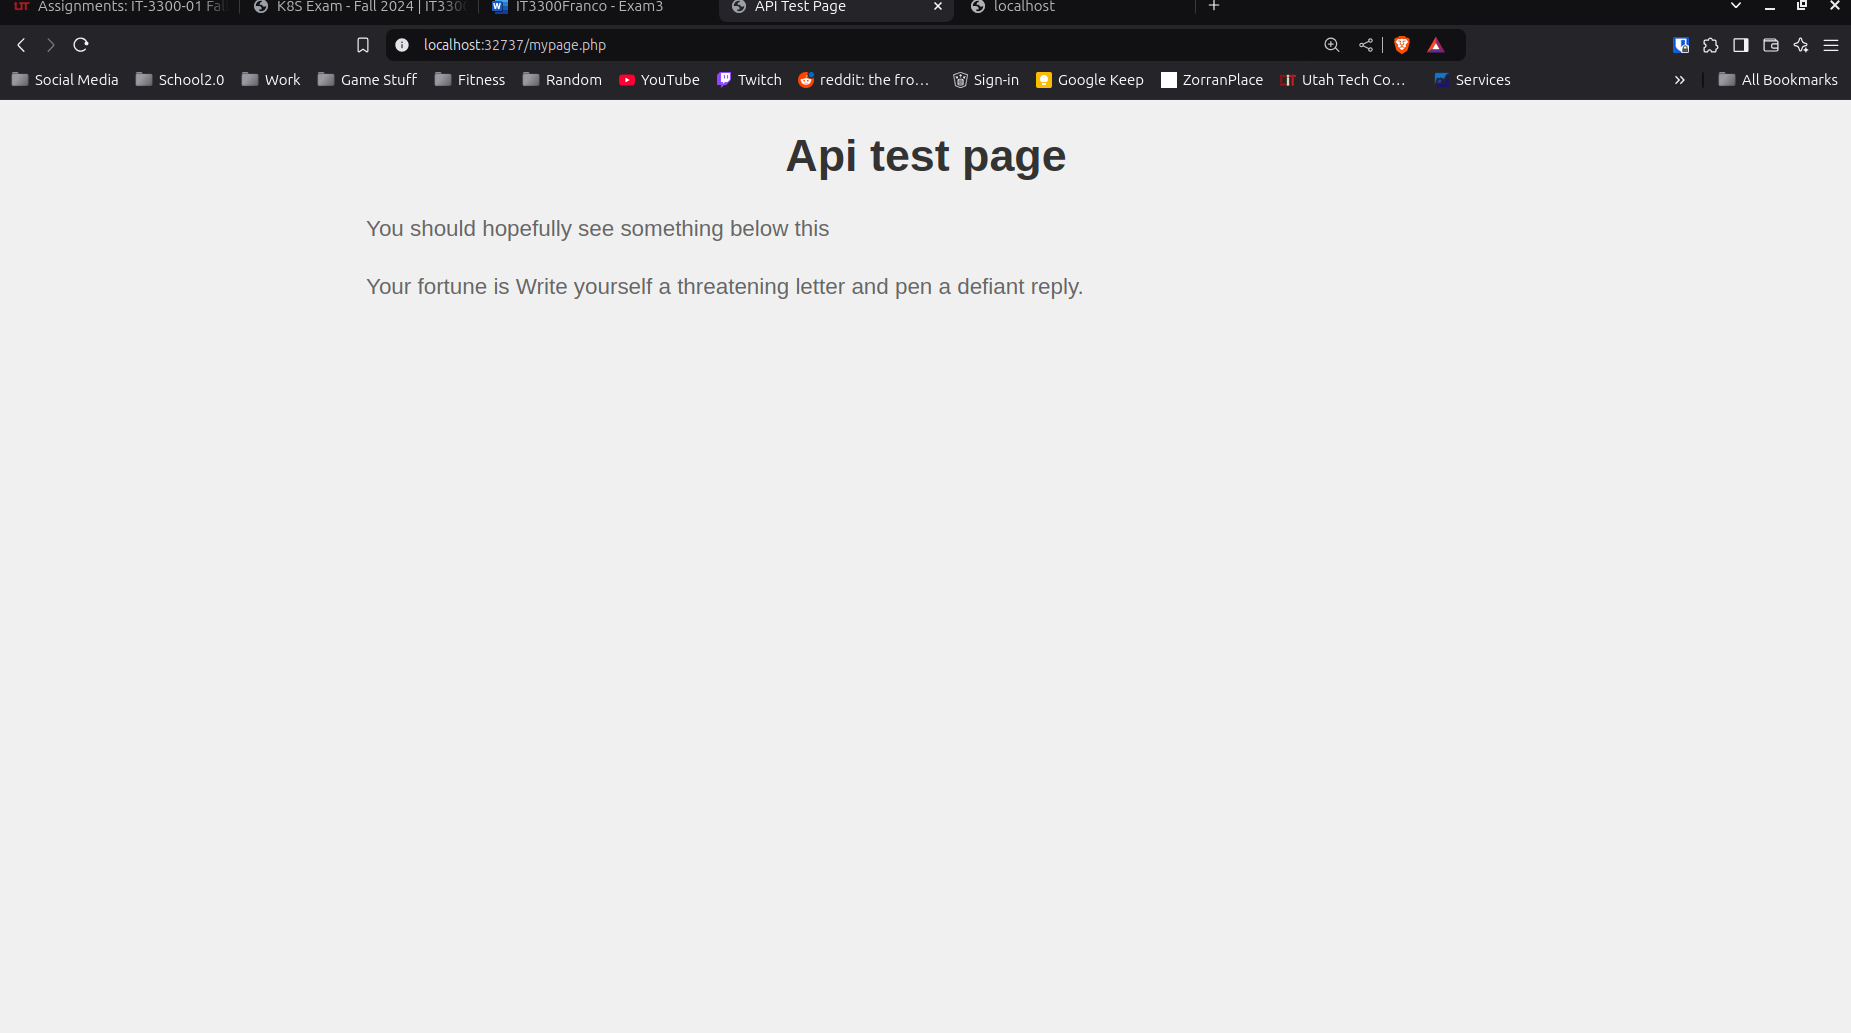 Assignments: IT-3300-01 Fal
K8S Exam - Fall 2024 | IT330
IT3300Franco - Exam3
API Test Page
localhost
localhost:32737/mypage.php
Social Media
School2.0
Work
Game Stuff
Fitness
Random
YouTube
Twitch
reddit: the fro...
Sign-in
Google Keep
ZorranPlace
Utah Tech Co...
Services
All Bookmarks
Api test page
You should hopefully see something below this
Your fortune is Write yourself a threatening letter and pen a defiant reply.